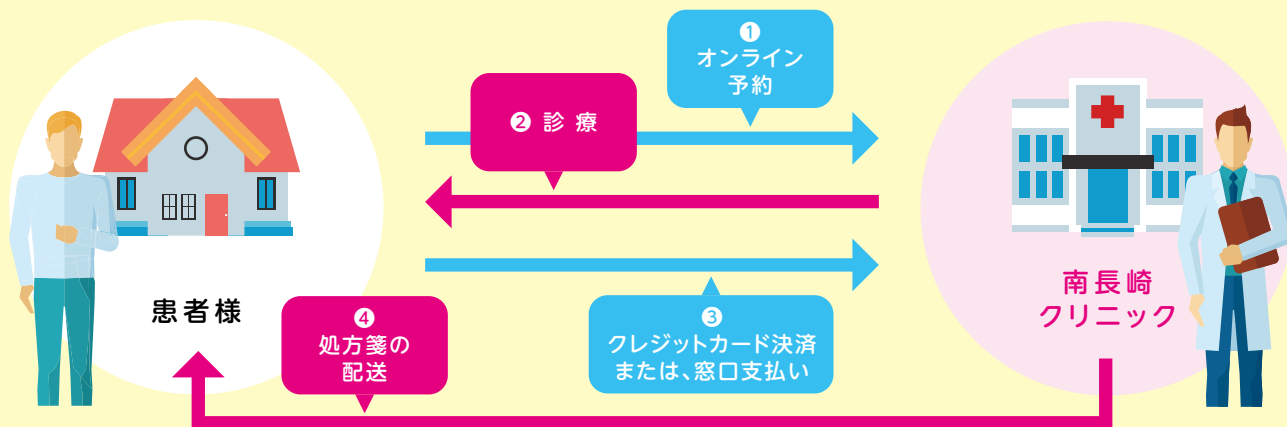 ❶
オンライン
予約
❷ 診 療
患者様
南長崎
クリニック
❸
クレジットカード決済
または、窓口支払い
❹
処方箋の
配送